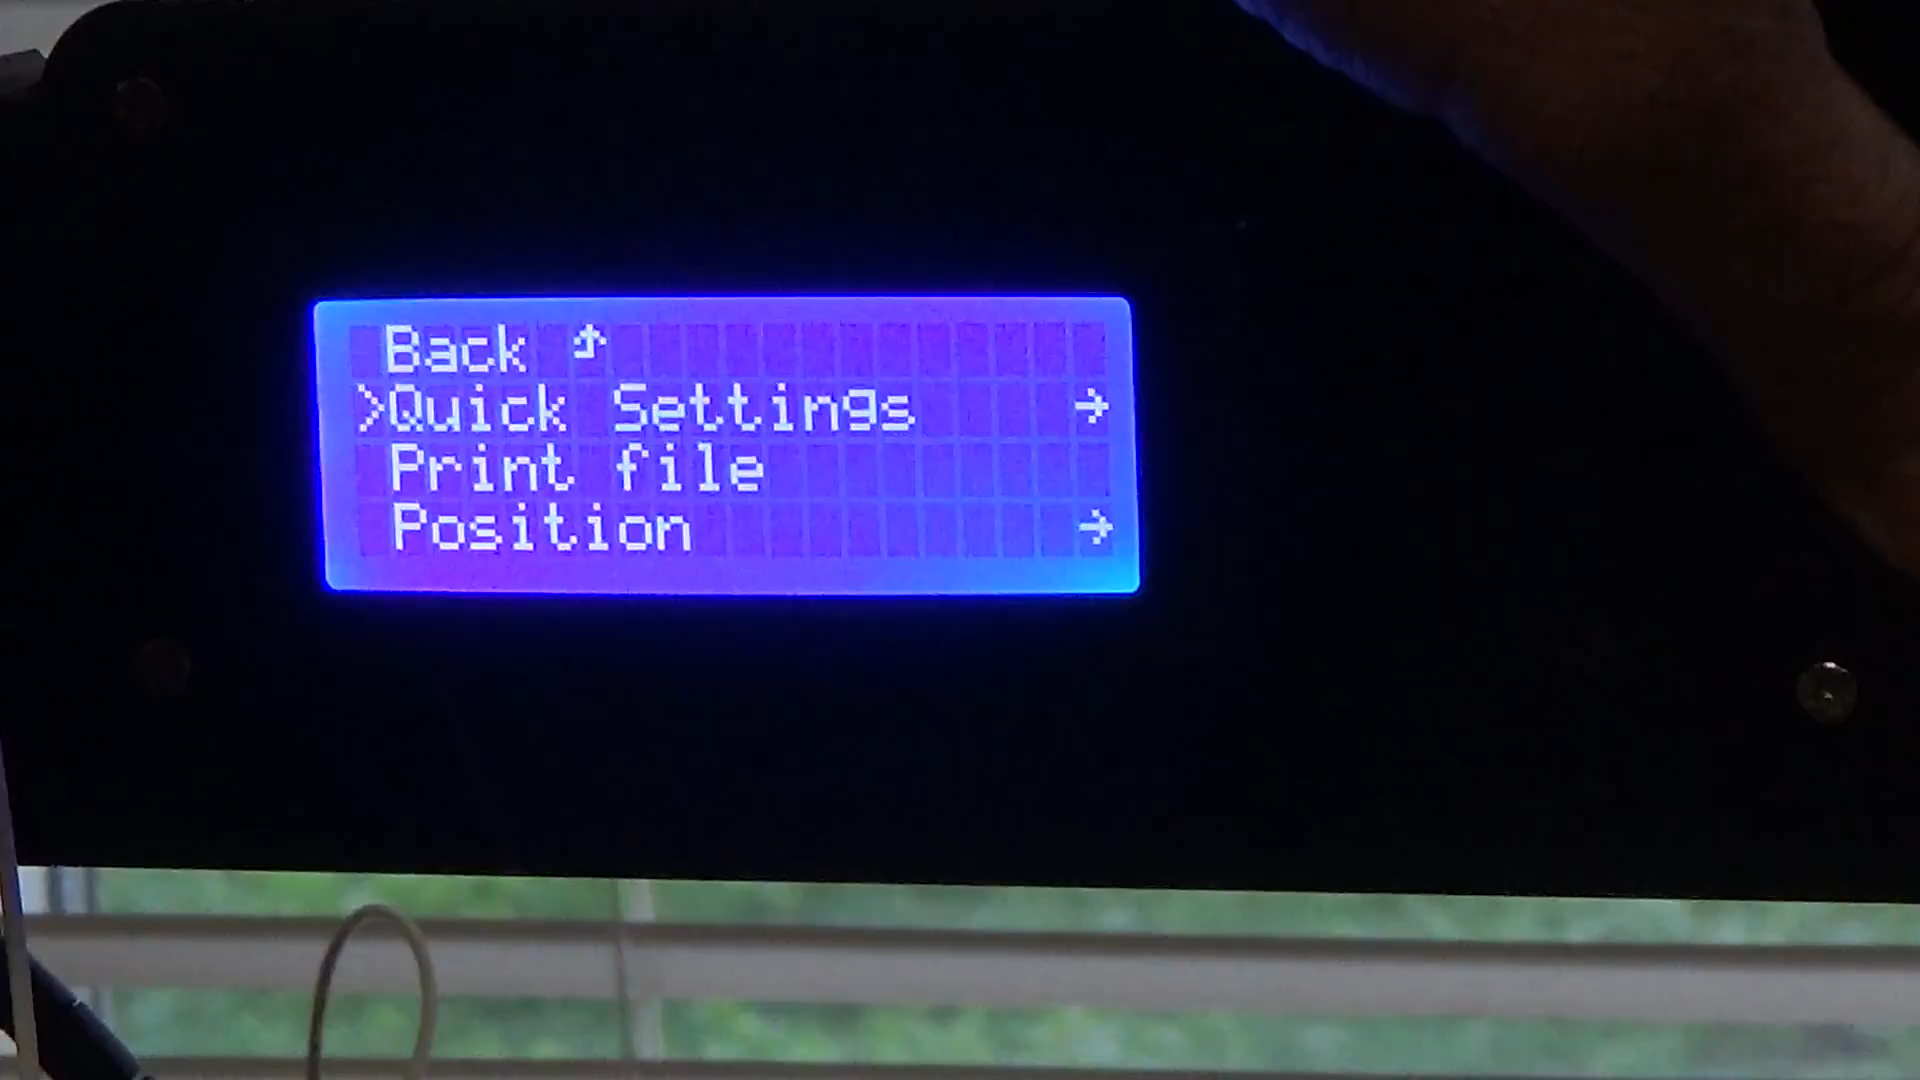 Back ⮥
>Quick Settings →
Print file
Position →